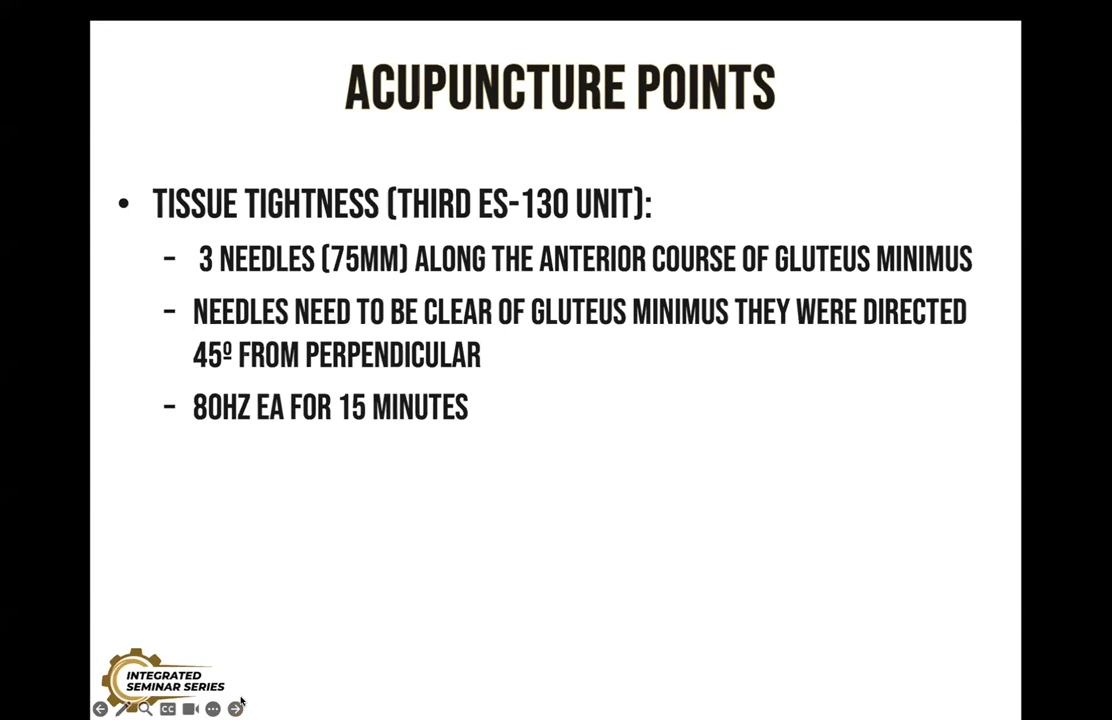 ACUPUNCTURE POINTS
• TISSUE TIGHTNESS (THIRD ES-130 UNIT):
– 3 NEEDLES (75MM) ALONG THE ANTERIOR COURSE OF GLUTEUS MINIMUS
– NEEDLES NEED TO BE CLEAR OF GLUTEUS MINIMUS THEY WERE DIRECTED
45º FROM PERPENDICULAR
– 80HZ EA FOR 15 MINUTES
INTEGRATED
SEMINAR SERIES
CC